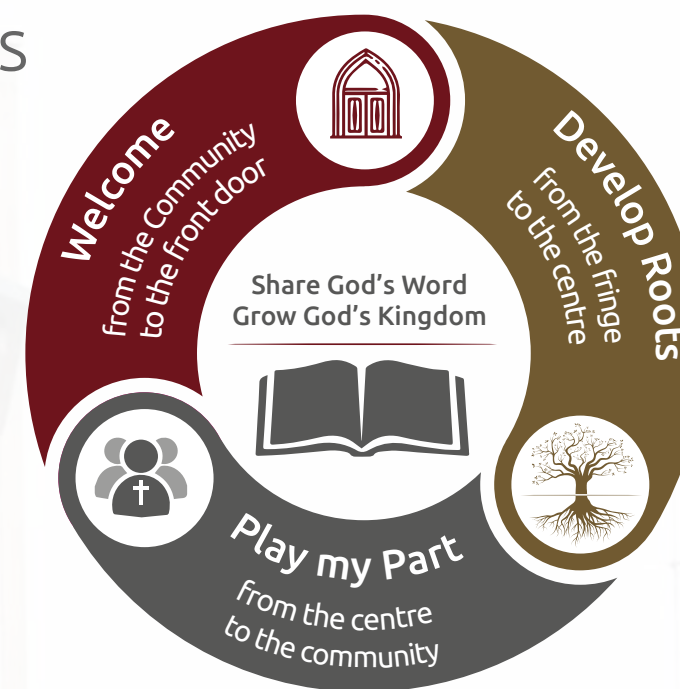 s
Welcome
from the Community
to the front door
Develop Roots
from the fringe
to the centre
Share God's Word
Grow God's Kingdom
Play my Part
from the centre
to the community